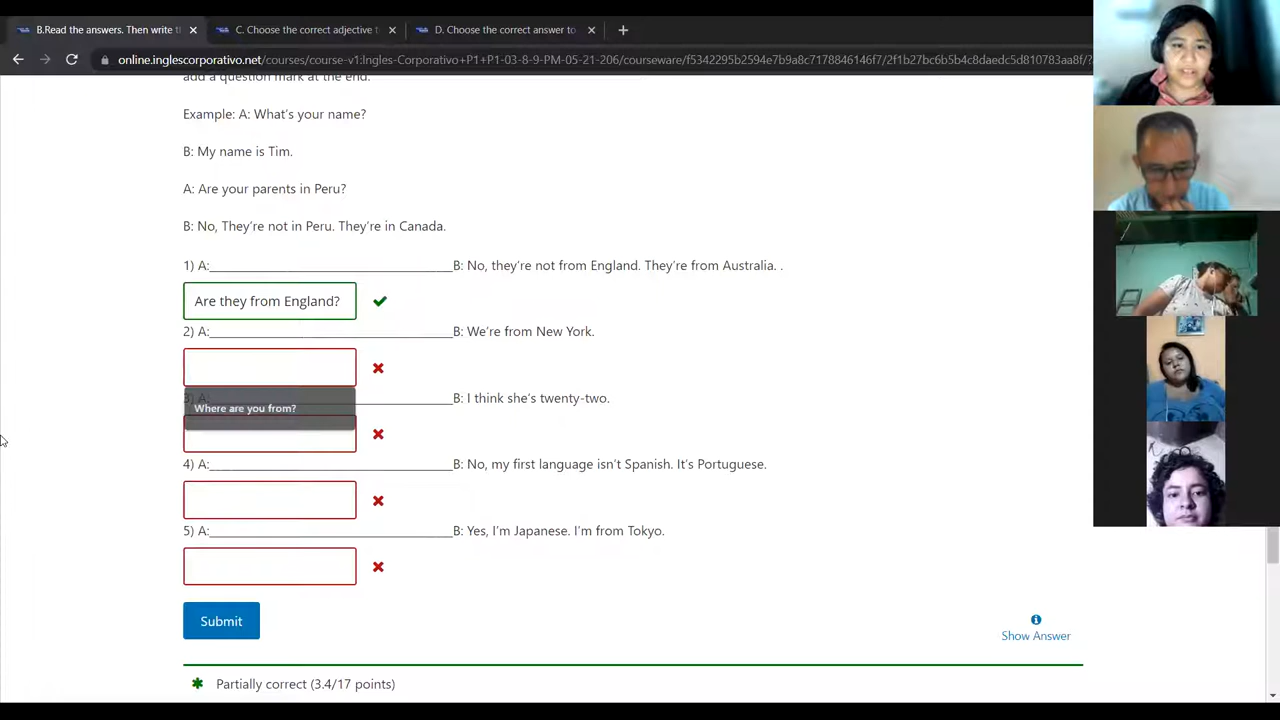 B.Read the answers. Then write t
C. Choose the correct adjective t
D. Choose the correct answer to
online.inglescorporativo.net/courses/course-v1:Ingles-Corporativo+P1+P1-03-8-9-PM-05-21-206/courseware/f5342295b2594e7b9a8c7178846146f7/2f1b27bc6b5b4c8daedc5d810783aa8f/?
add a question mark at the end.
Example: A: What's your name?
B: My name is Tim.
A: Are your parents in Peru?
B: No, They're not in Peru. They're in Canada.
1) A:___________________________________B: No, they're not from England. They're from Australia. .
Are they from England?
2) A:___________________________________B: We're from New York.
3) A:___________________________________B: I think she's twenty-two.
Where are you from?
4) A:___________________________________B: No, my first language isn't Spanish. It's Portuguese.
5) A:___________________________________B: Yes, I'm Japanese. I'm from Tokyo.
Submit
Show Answer
Partially correct (3.4/17 points)